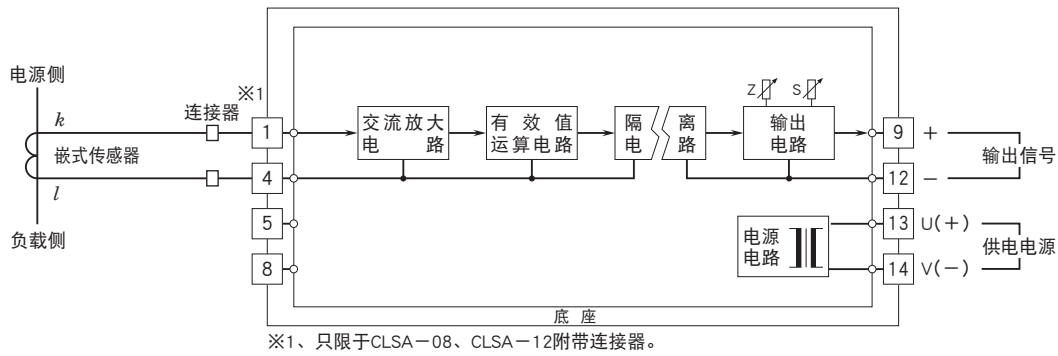 电源侧
k
连接器
※1
嵌式传感器
l
负载侧
1
4
5
8
交流放大
电 路
有 效 值
运算电路
隔 离
电 路
Z
S
输出
电路
电源
电路
9 +
12 −
输出信号
13 U(+)
14 V(−)
供电电源
底 座
※1、只限于CLSA−08、CLSA−12附带连接器。